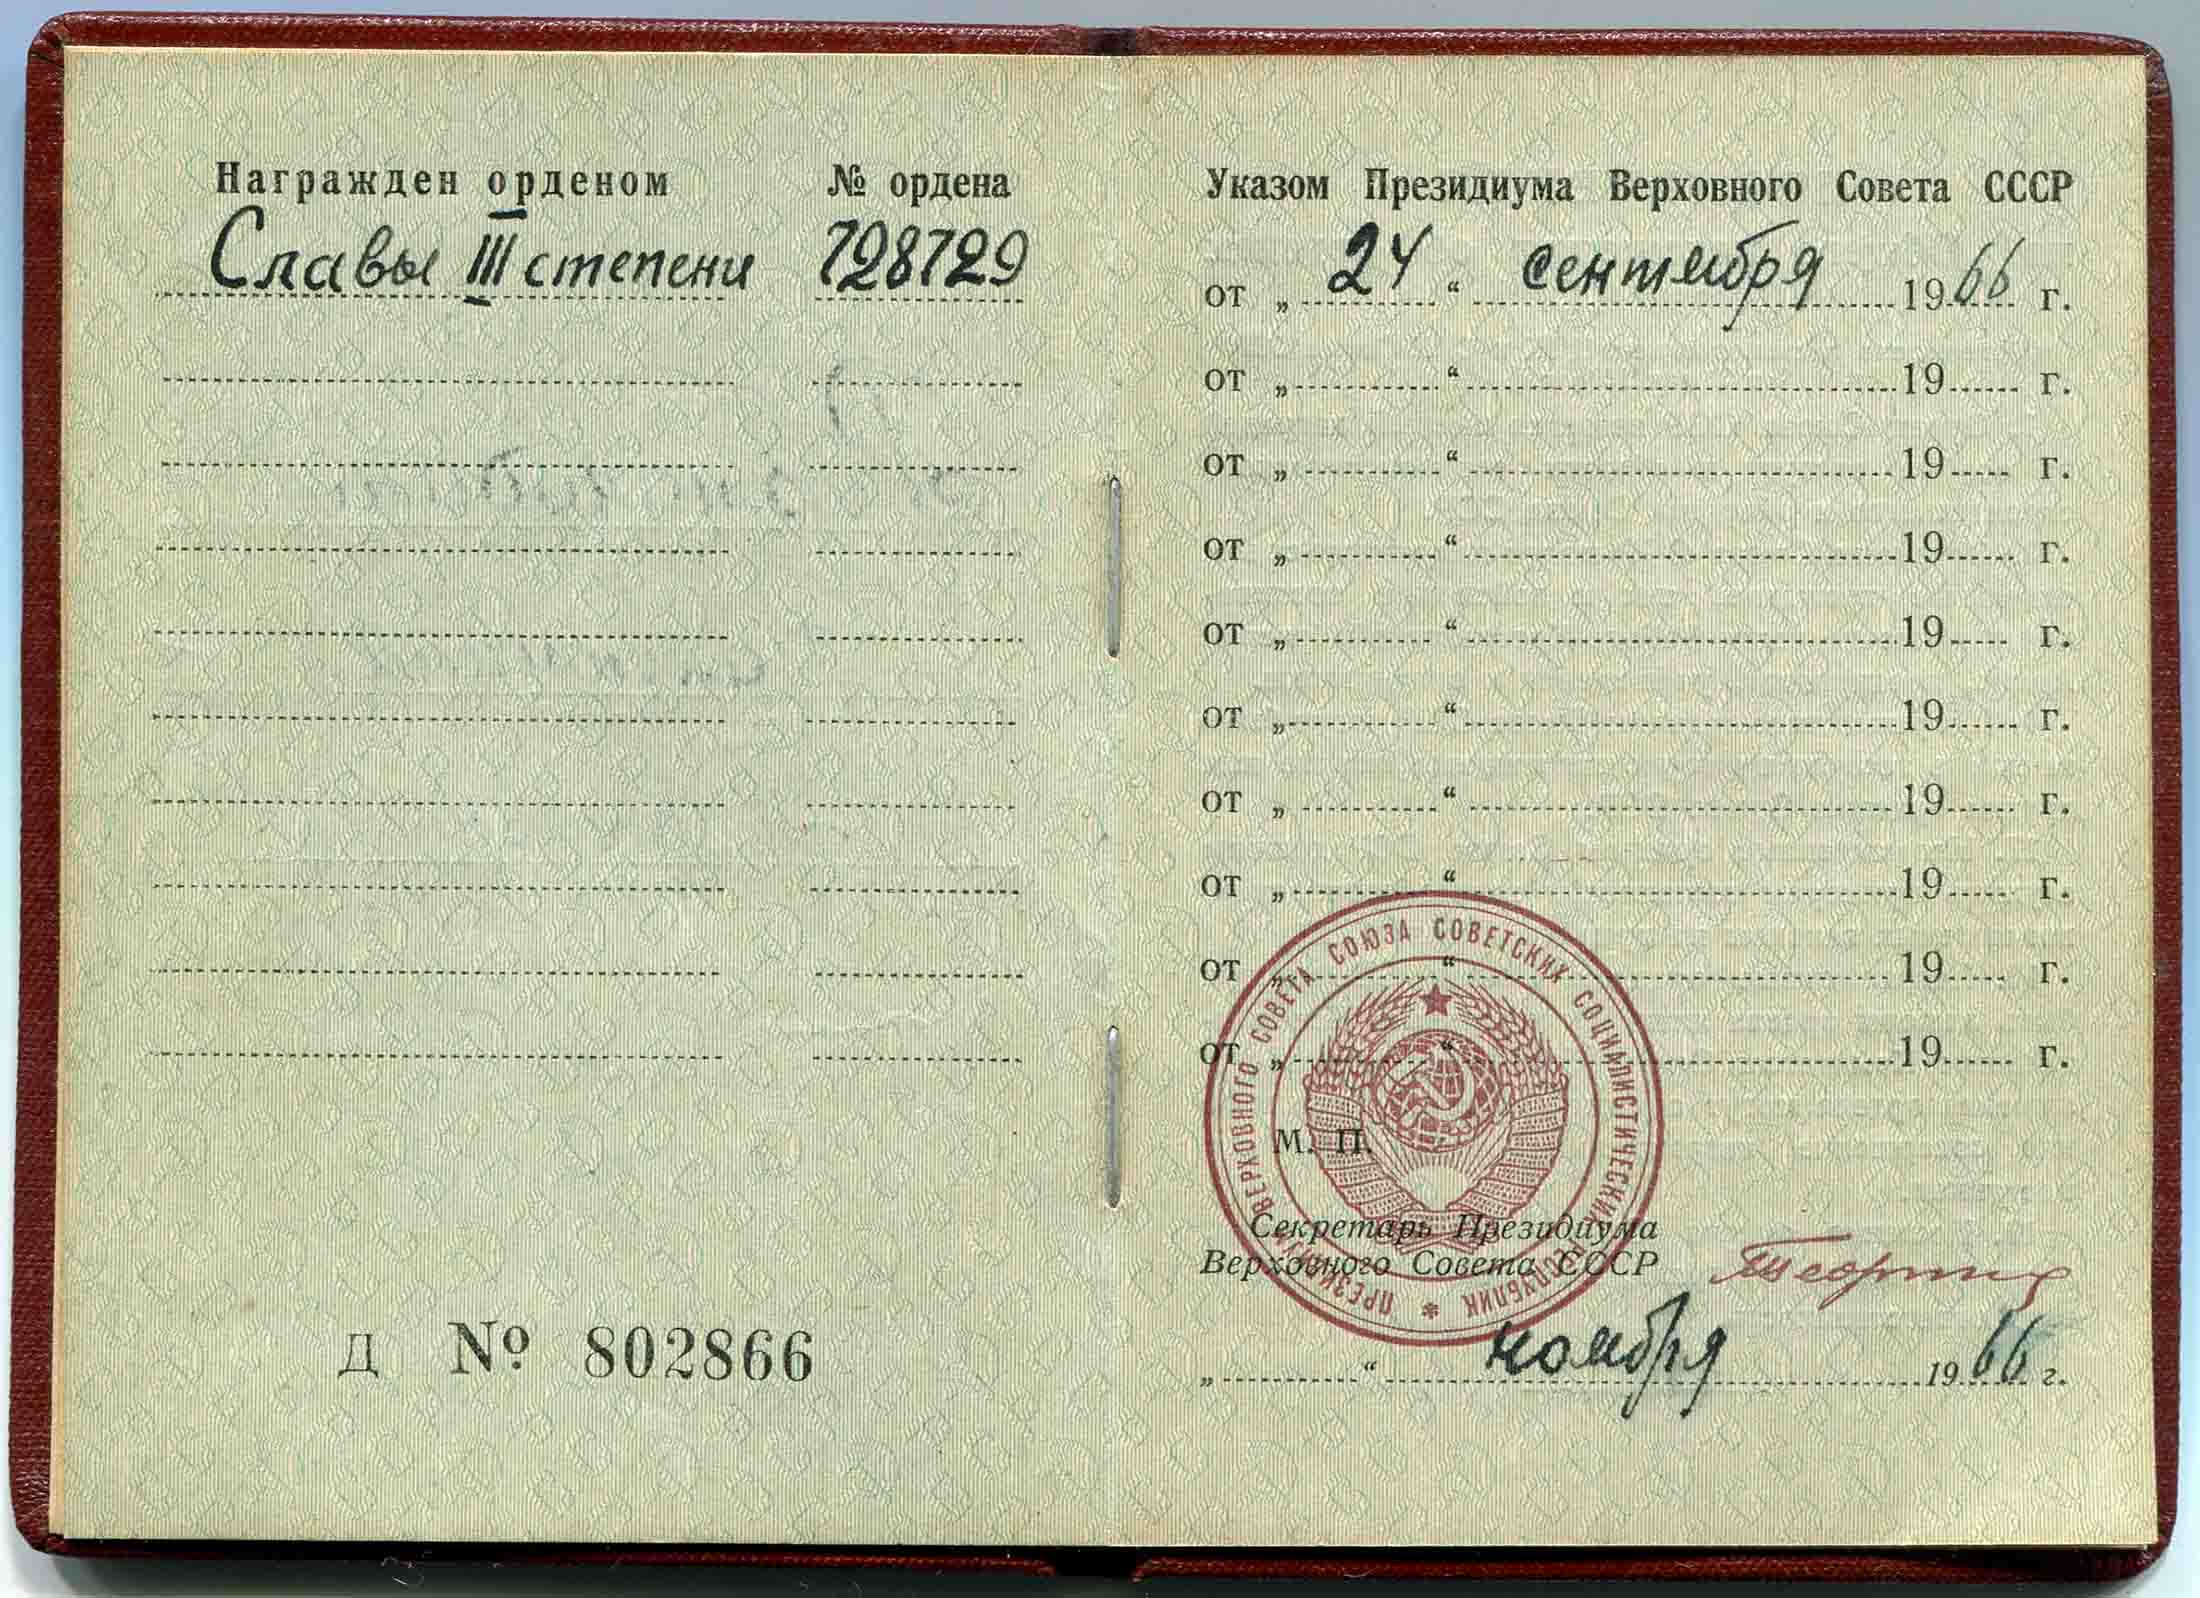 Награжден орденом № ордена
Славы III степени 728729
Д № 802866
Указом Президиума Верховного Совета СССР
от „ 24 “ сентября 1966 г.
от „ “ 19 г.
от „ “ 19 г.
от „ “ 19 г.
от „ “ 19 г.
от „ “ 19 г.
от „ “ 19 г.
от „ “ 19 г.
от „ “ 19 г.
от „ “ 19 г.
М. П.
ПРЕЗИДИУМ ВЕРХОВНОГО СОВЕТА СОЮЗА СОВЕТСКИХ СОЦИАЛИСТИЧЕСКИХ РЕСПУБЛИК *
Секретарь Президиума
Верховного Совета СССР
„ “ ноября 1966 г.